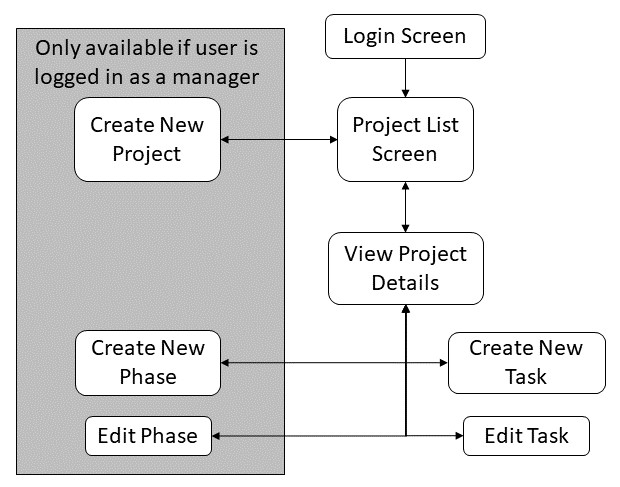 Login Screen
Only available if user is
logged in as a manager
Create New
Project
Project List
Screen
View Project
Details
Create New
Phase
Create New
Task
Edit Phase
Edit Task